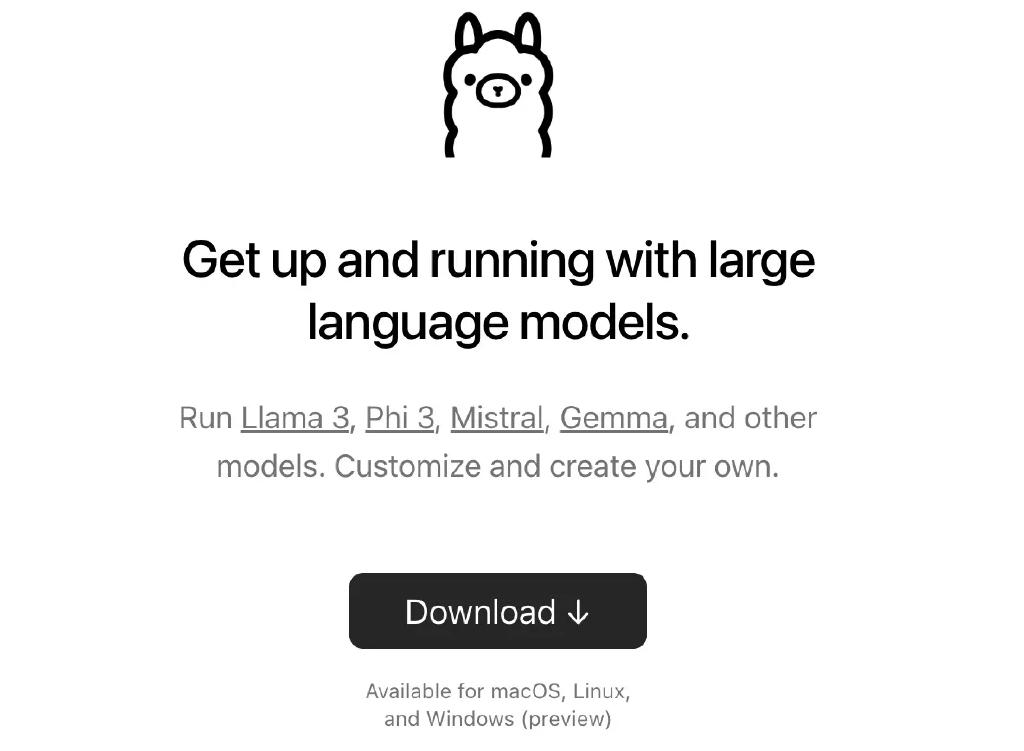 Get up and running with large
language models.
Run Llama 3, Phi 3, Mistral, Gemma, and other
models. Customize and create your own.
Download ↓
Available for macOS, Linux,
and Windows (preview)